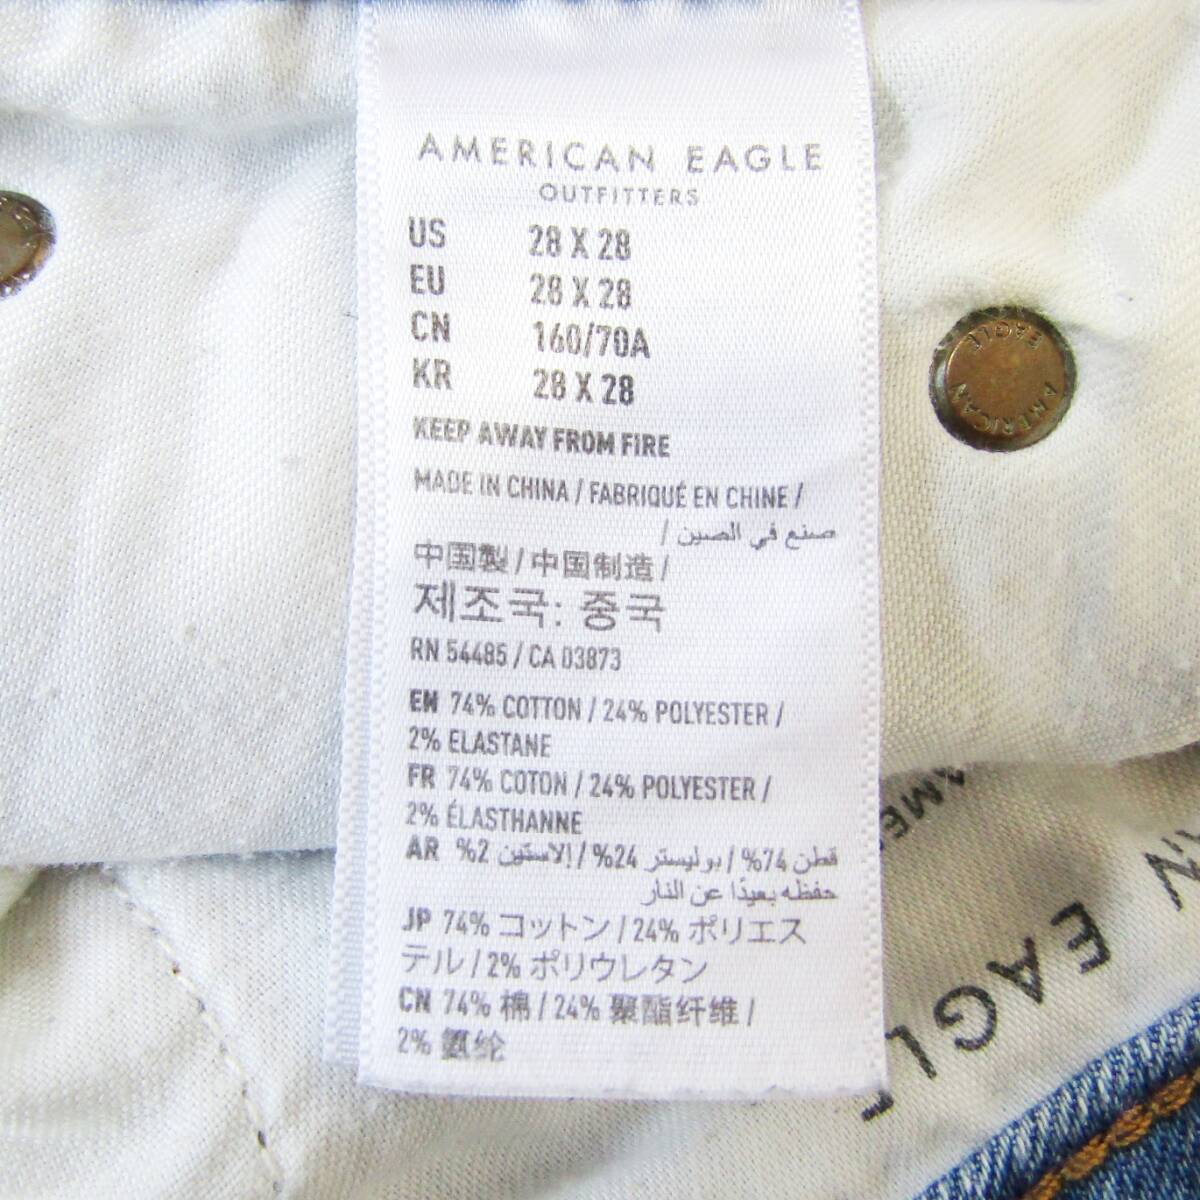 AMERICAN EAGLE
OUTFITTERS
US 28 X 28
EU 28 X 28
CN 160/70A
KR 28 X 28
KEEP AWAY FROM FIRE
MADE IN CHINA / FABRIQUÉ EN CHINE /
صنع في الصين /
中国製 / 中国制造 /
제조국: 중국
RN 54485 / CA 03873
EN 74% COTTON / 24% POLYESTER /
2% ELASTANE
FR 74% COTON / 24% POLYESTER /
2% ÉLASTHANNE
AR قطن 74% / بوليستر 24% / إلاستين 2%
حفظه بعيدًا عن النار
JP 74% コットン / 24% ポリエス
テル / 2% ポリウレタン
CN 74% 棉 / 24% 聚酯纤维 /
2% 氨纶
AMERICAN
EAGLE
AME
EAGLE